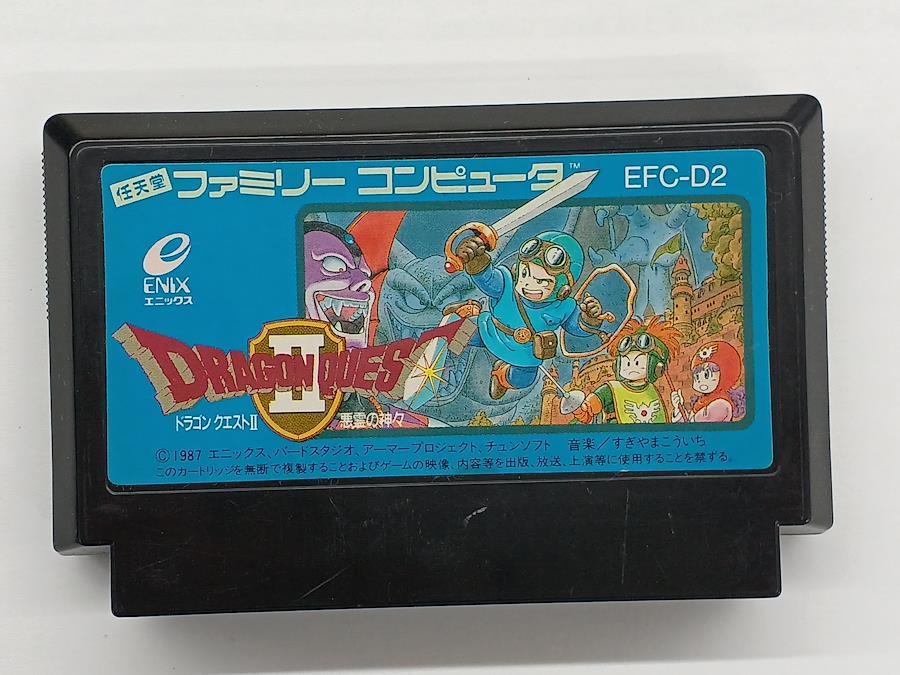 任天堂 ファミリー コンピュータ™ EFC-D2
ENIX
エニックス
DRAGON QUEST
II
ドラゴン クエストII 悪霊の神々
Ⓒ1987 エニックス、バードスタジオ、アーマープロジェクト、チュンソフト 音楽/すぎやまこういち
このカートリッジを無断で複製することおよびゲームの映像、内容等を出版、放送、上演等に使用することを禁ずる。